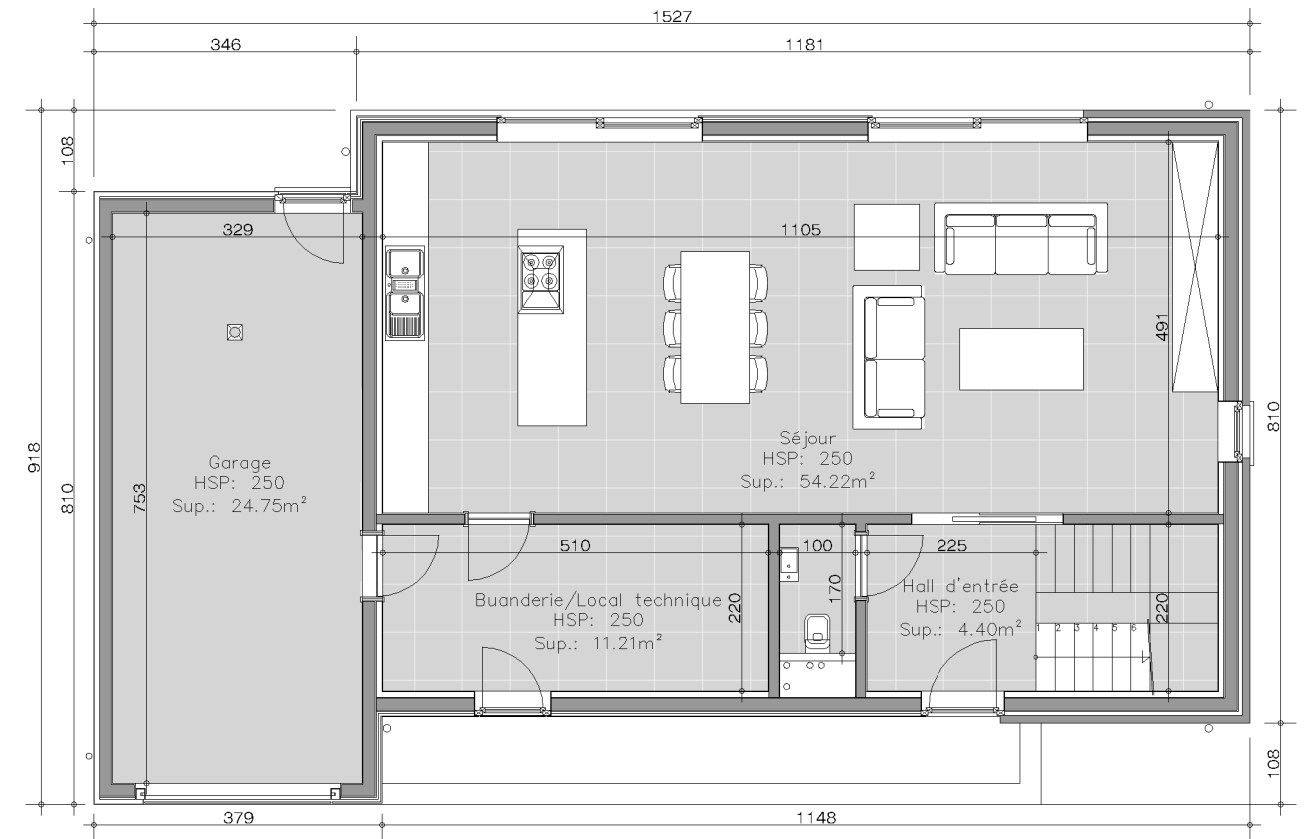 1527
346
1181
108
108
329
1105
491
918
810
753
810
Séjour
HSP: 250
Sup.: 54.22m²
Garage
HSP: 250
Sup.: 24.75m²
510
100
225
Buanderie/Local technique
HSP: 250
Sup.: 11.21m²
220
170
Hall d'entrée
HSP: 250
Sup.: 4.40m²
220
1 2 3 4 5 6
379
1148